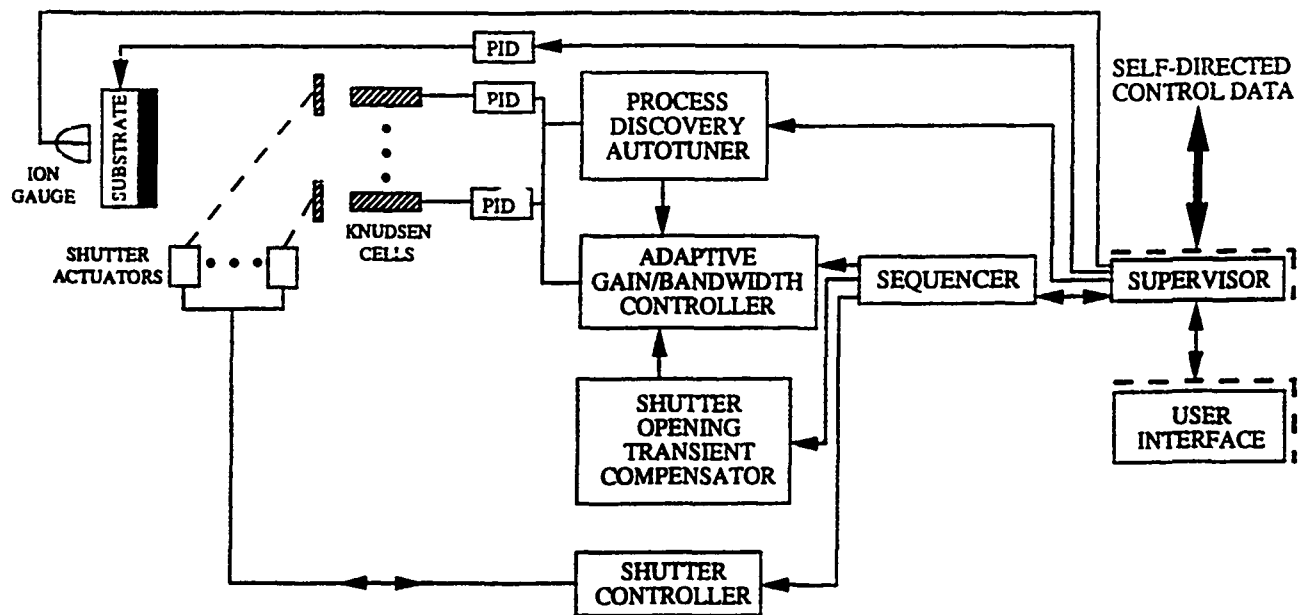 PID
SELF-DIRECTED
CONTROL DATA
SUBSTRATE
ION
GAUGE
PID
PROCESS
DISCOVERY
AUTOTUNER
PID
KNUDSEN
CELLS
SHUTTER
ACTUATORS
ADAPTIVE
GAIN/BANDWIDTH
CONTROLLER
SEQUENCER
SUPERVISOR
SHUTTER
OPENING
TRANSIENT
COMPENSATOR
USER
INTERFACE
SHUTTER
CONTROLLER